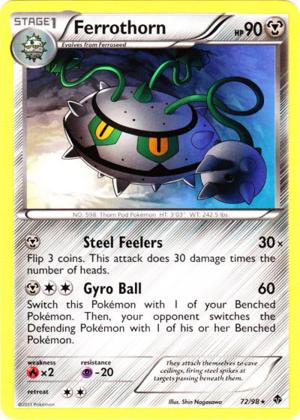 STAGE1
Ferrothorn
HP90
Evolves from Ferroseed
NO. 598 Thorn Pod Pokémon HT: 3'03" WT: 242.5 lbs.
Steel Feelers 30×
Flip 3 coins. This attack does 30 damage times the
number of heads.
Gyro Ball 60
Switch this Pokémon with 1 of your Benched
Pokémon. Then, your opponent switches the
Defending Pokémon with 1 of his or her Benched
Pokémon.
weakness
×2
resistance
-20
retreat
They attach themselves to cave
ceilings, firing steel spikes at
targets passing beneath them.
Illus. Shin Nagasawa
72/98★
©2011 Pokémon